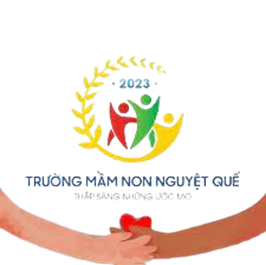 · 2023 ·
TRƯỜNG MẦM NON NGUYỆT QUẾ
THẮP SÁNG NHỮNG ƯỚC MƠ